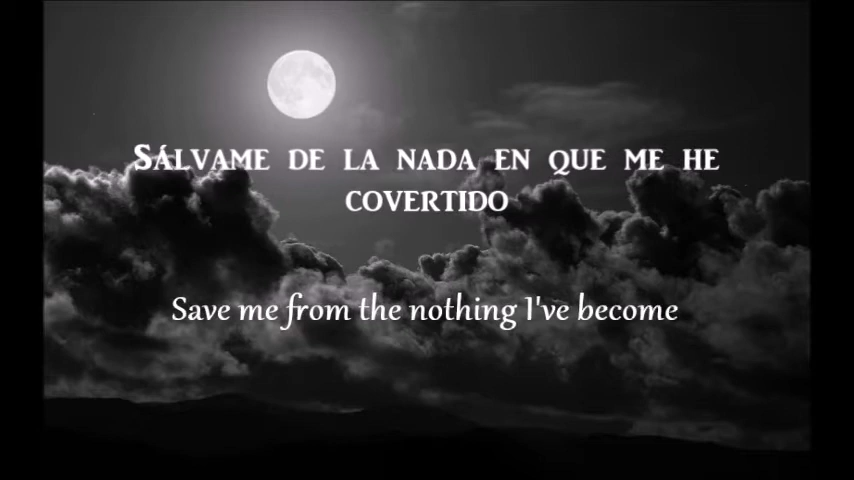 Sálvame de la nada en que me he
covertido
Save me from the nothing I've become